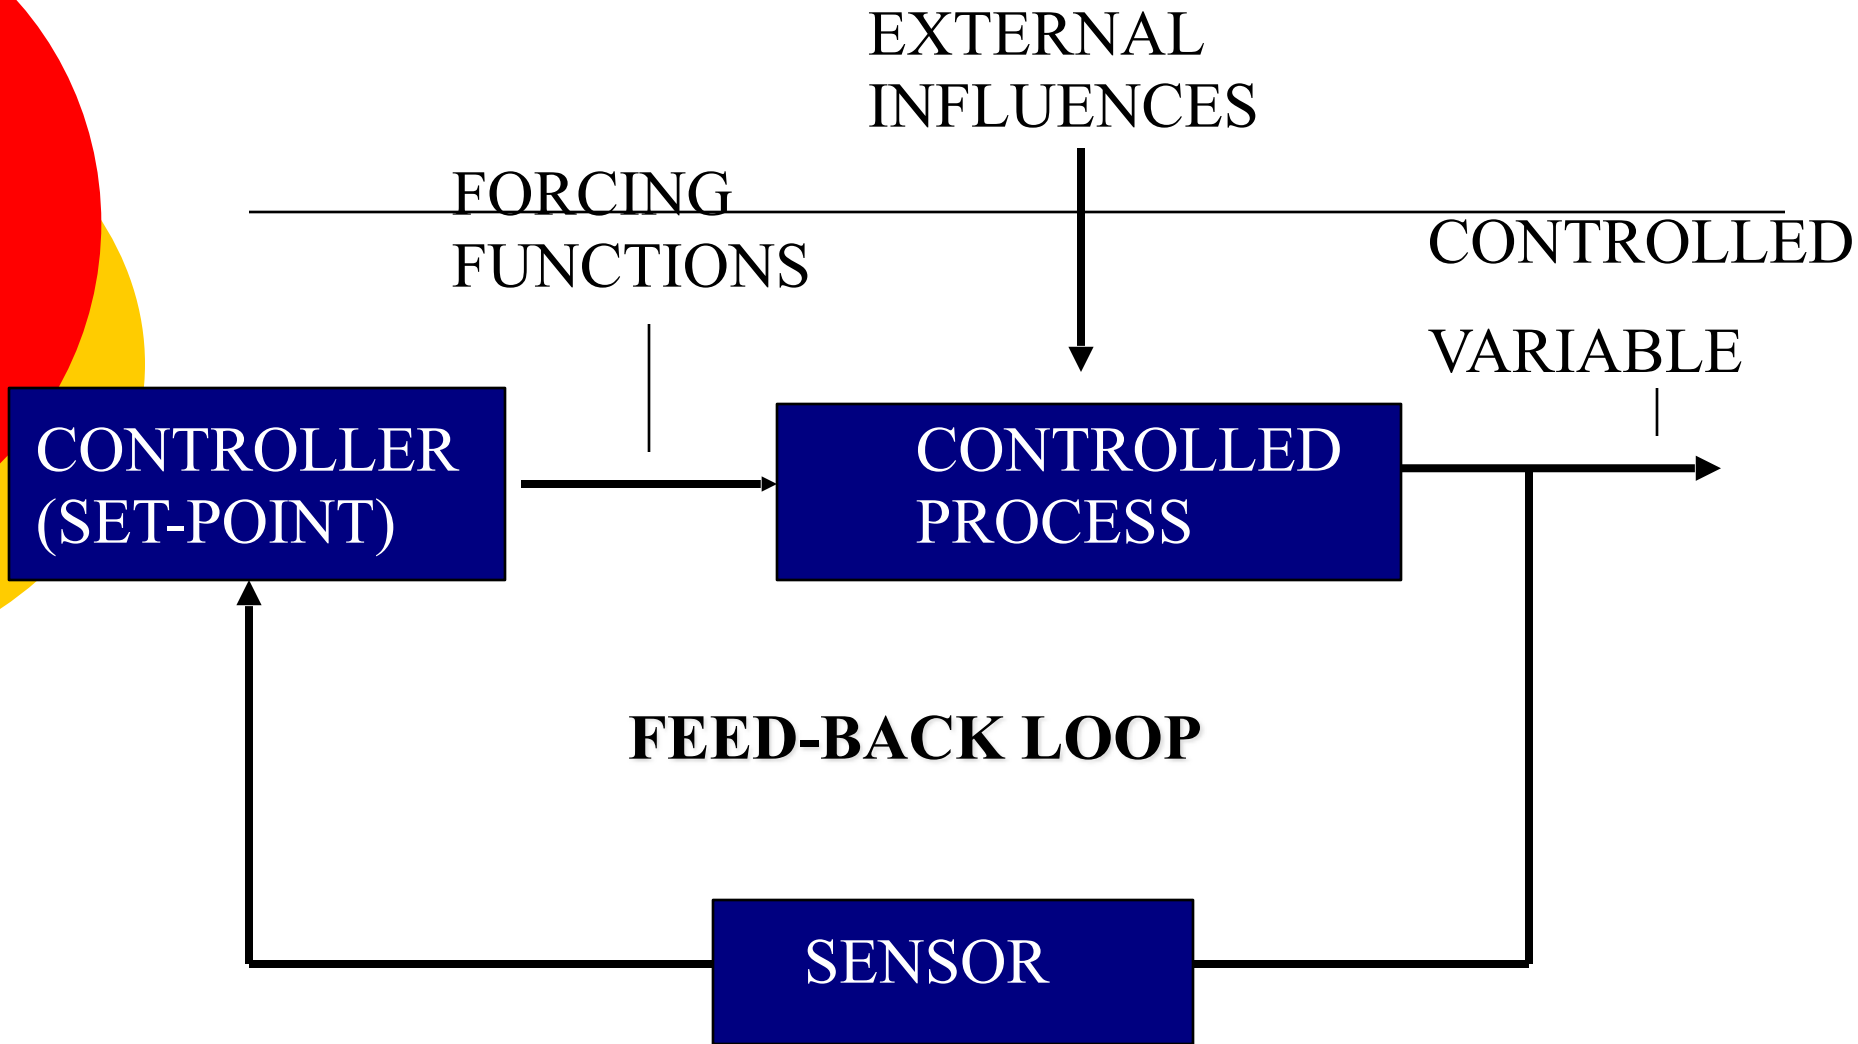 EXTERNAL
INFLUENCES
FORCING
FUNCTIONS
CONTROLLED
VARIABLE
CONTROLLER
(SET-POINT)
CONTROLLED
PROCESS
FEED-BACK LOOP
SENSOR